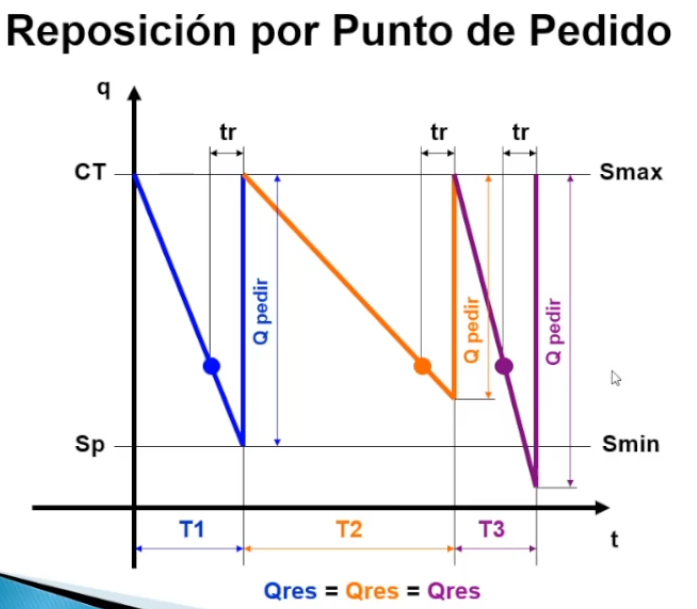 Reposición por Punto de Pedido
q
tr
tr
tr
CT
Smax
Q pedir
Q pedir
Q pedir
Sp
Smin
T1
T2
T3
t
Qres = Qres = Qres